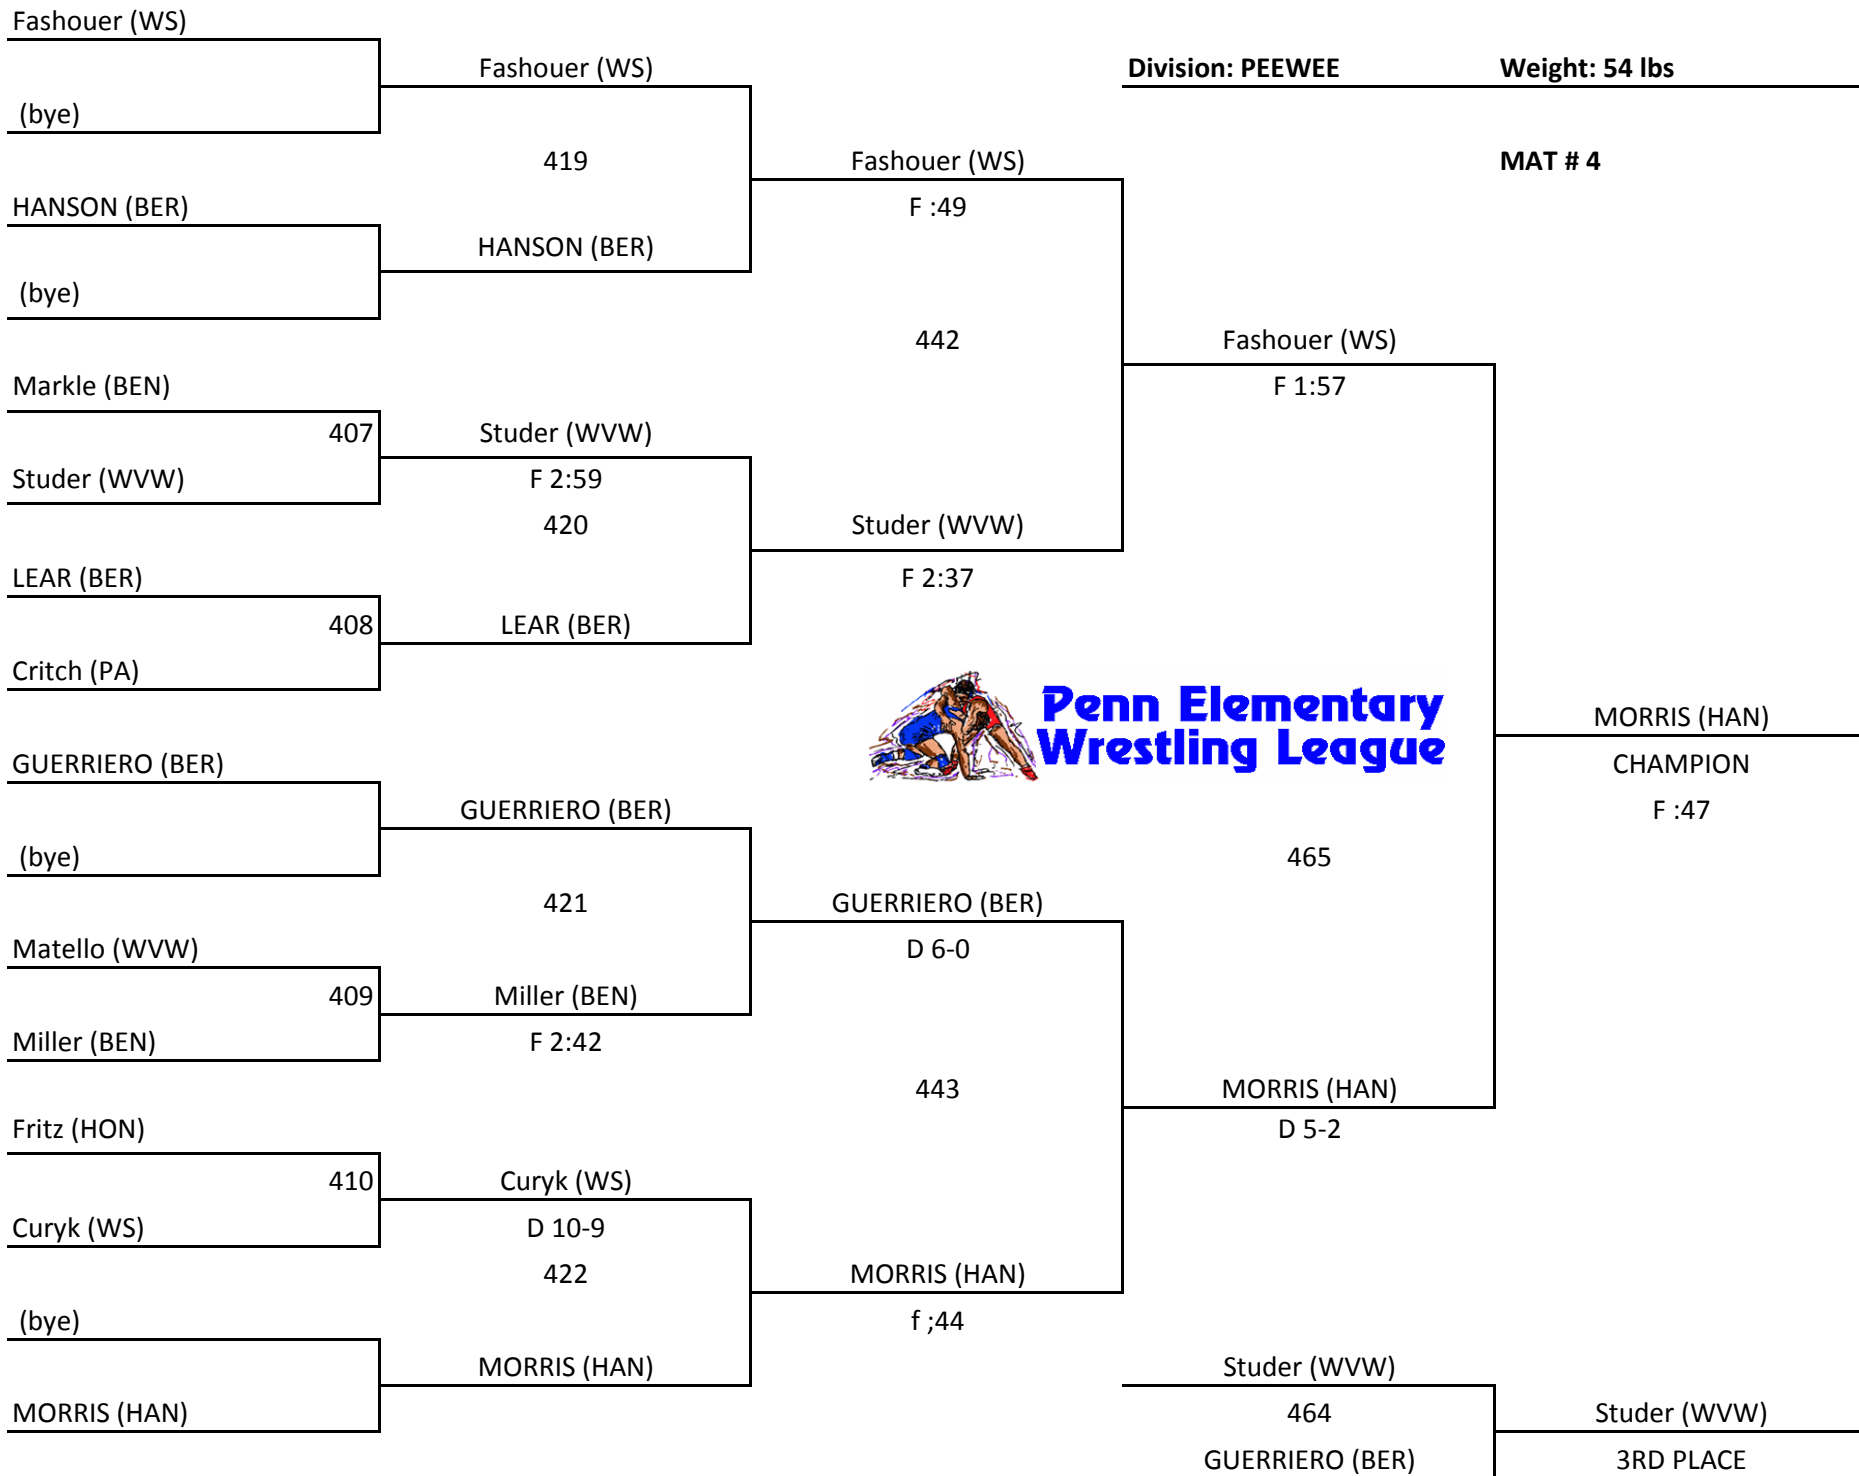 Fashouer (WS)
Fashouer (WS)
Division: PEEWEE Weight: 54 lbs
(bye)
419
Fashouer (WS)
MAT # 4
HANSON (BER)
F :49
HANSON (BER)
(bye)
442
Fashouer (WS)
Markle (BEN)
F 1:57
407
Studer (WVW)
Studer (WVW)
F 2:59
420
Studer (WVW)
LEAR (BER)
F 2:37
408
LEAR (BER)
Critch (PA)
Penn Elementary
Wrestling League
MORRIS (HAN)
GUERRIERO (BER)
CHAMPION
GUERRIERO (BER)
F :47
(bye)
465
421
GUERRIERO (BER)
Matello (WVW)
D 6-0
409
Miller (BEN)
Miller (BEN)
F 2:42
443
MORRIS (HAN)
Fritz (HON)
D 5-2
410
Curyk (WS)
Curyk (WS)
D 10-9
422
MORRIS (HAN)
(bye)
f ;44
MORRIS (HAN)
Studer (WVW)
MORRIS (HAN)
464
Studer (WVW)
GUERRIERO (BER)
3RD PLACE